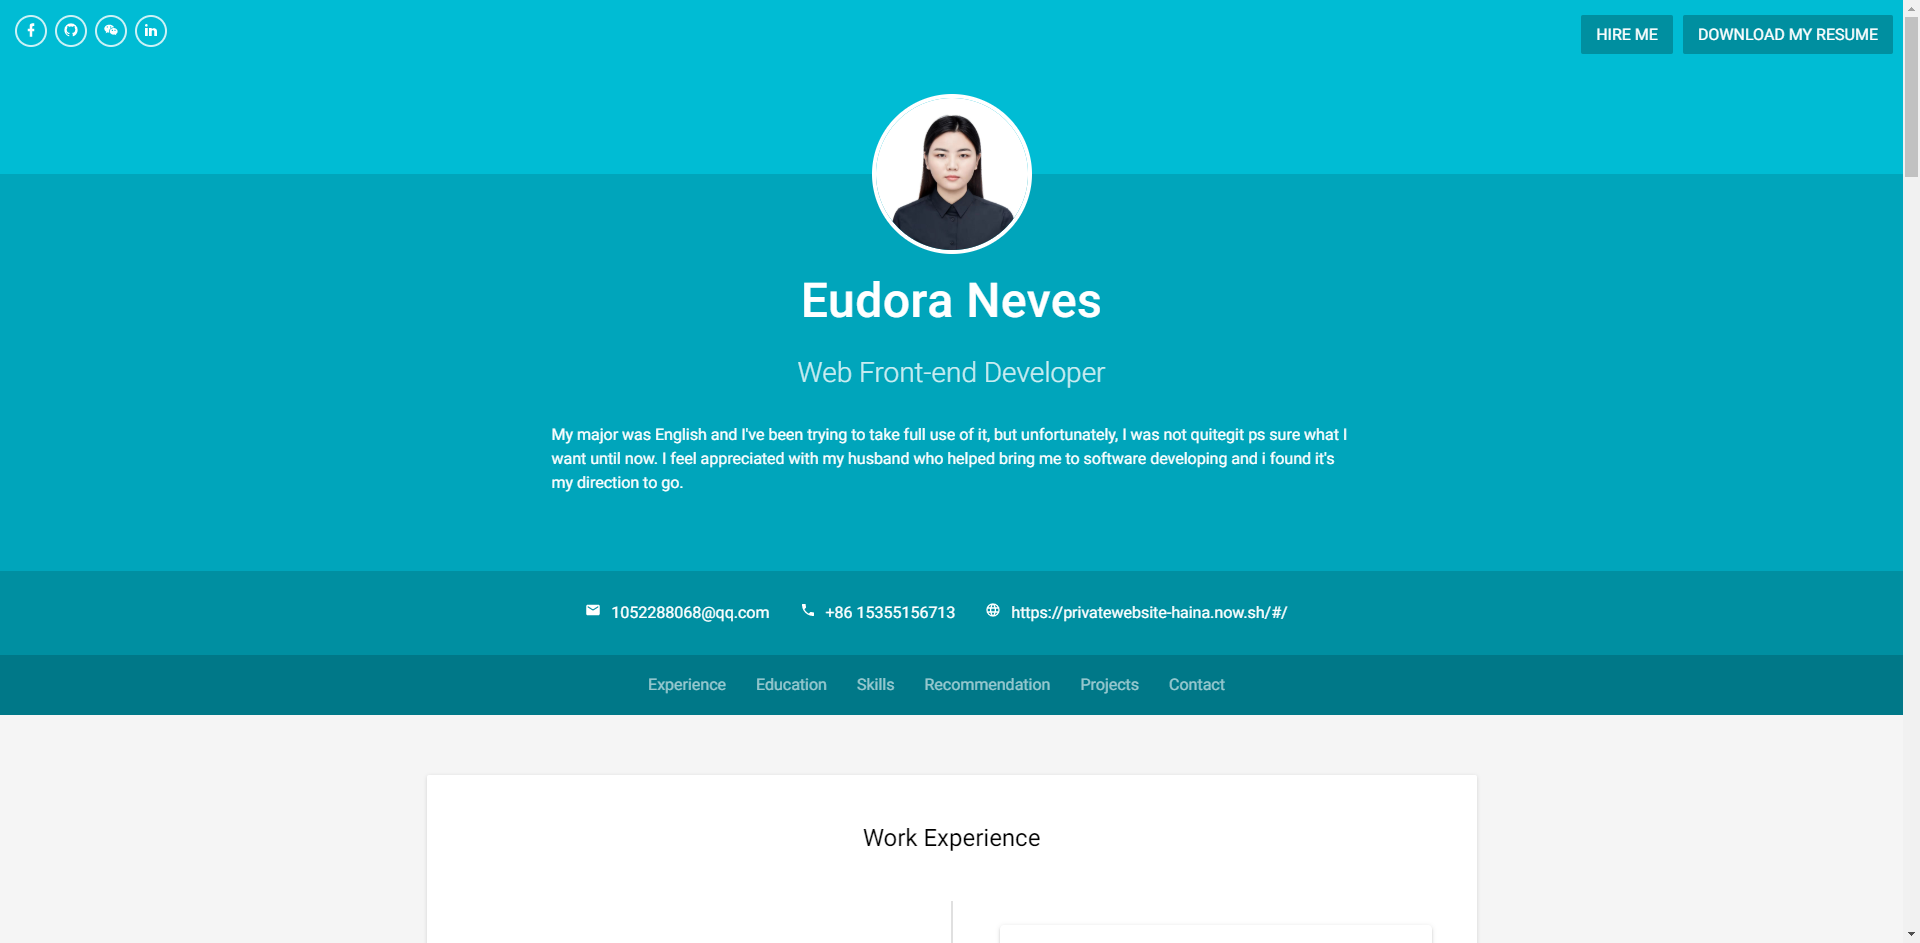 HIRE ME
DOWNLOAD MY RESUME
Eudora Neves
Web Front-end Developer
My major was English and I've been trying to take full use of it, but unfortunately, I was not quitegit ps sure what I
want until now. I feel appreciated with my husband who helped bring me to software developing and i found it's
my direction to go.
1052288068@qq.com
+86 15355156713
https://privatewebsite-haina.now.sh/#/
Experience
Education
Skills
Recommendation
Projects
Contact
Work Experience